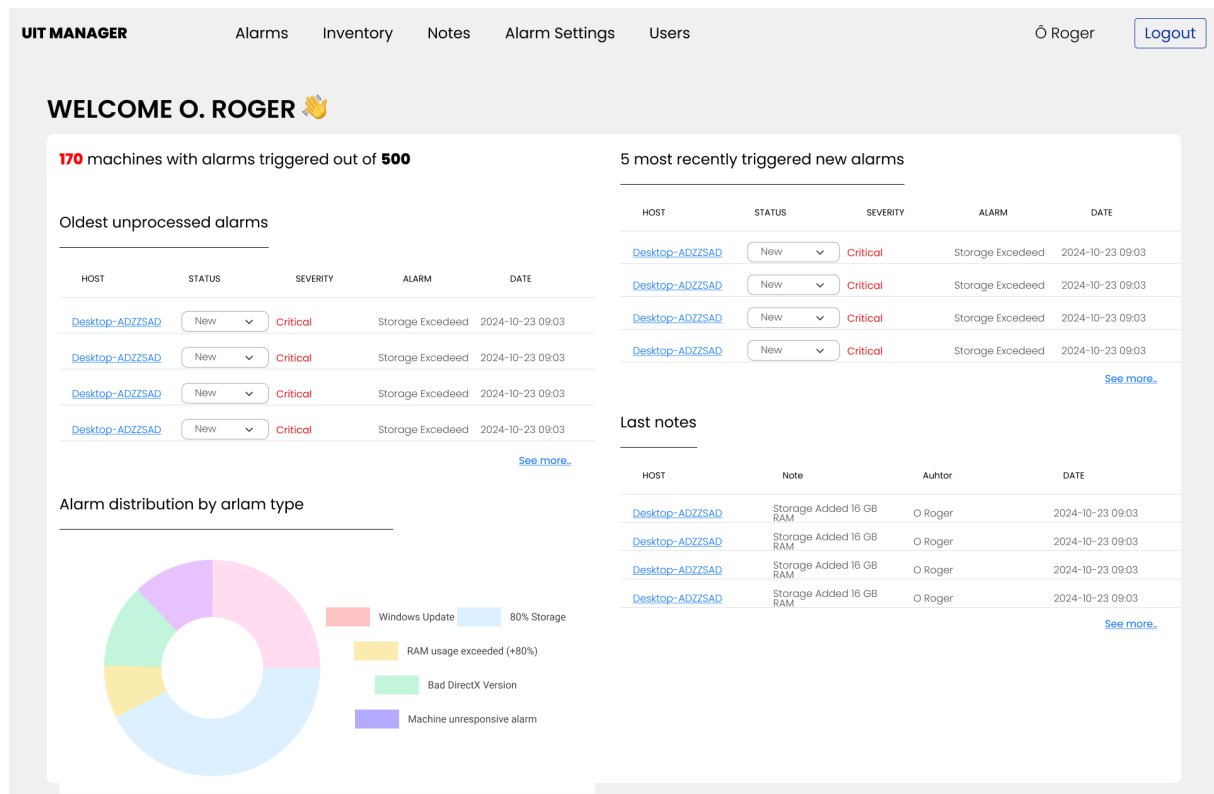 UIT MANAGER Alarms Inventory Notes Alarm Settings Users Ô Roger Logout
WELCOME O. ROGER 👋
170 machines with alarms triggered out of 500
Oldest unprocessed alarms
HOST STATUS SEVERITY ALARM DATE
Desktop-ADZZSAD New Critical Storage Excedeed 2024-10-23 09:03
Desktop-ADZZSAD New Critical Storage Excedeed 2024-10-23 09:03
Desktop-ADZZSAD New Critical Storage Excedeed 2024-10-23 09:03
Desktop-ADZZSAD New Critical Storage Excedeed 2024-10-23 09:03
See more..
Alarm distribution by arlam type
Windows Update 80% Storage
RAM usage exceeded (+80%)
Bad DirectX Version
Machine unresponsive alarm
5 most recently triggered new alarms
HOST STATUS SEVERITY ALARM DATE
Desktop-ADZZSAD New Critical Storage Excedeed 2024-10-23 09:03
Desktop-ADZZSAD New Critical Storage Excedeed 2024-10-23 09:03
Desktop-ADZZSAD New Critical Storage Excedeed 2024-10-23 09:03
Desktop-ADZZSAD New Critical Storage Excedeed 2024-10-23 09:03
See more..
Last notes
HOST Note Auhtor DATE
Desktop-ADZZSAD Storage Added 16 GB O Roger 2024-10-23 09:03
RAM
Desktop-ADZZSAD Storage Added 16 GB O Roger 2024-10-23 09:03
RAM
Desktop-ADZZSAD Storage Added 16 GB O Roger 2024-10-23 09:03
RAM
Desktop-ADZZSAD Storage Added 16 GB O Roger 2024-10-23 09:03
RAM
See more..